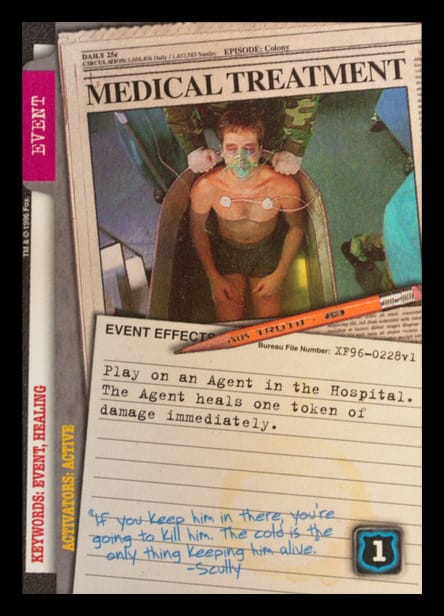 DAILY 25¢
EPISODE: Colony
MEDICAL TREATMENT
EVENT
TM & © 1996 Fox
EVENT EFFECTS
TRUTH
Bureau File Number: XF96-0228v1
Play on an Agent in the Hospital.
The Agent heals one token of
damage immediately.
KEYWORDS: EVENT, HEALING
ACTIVATORS: ACTIVE
"If you keep him in there, you're
going to kill him. The cold is the
only thing keeping him alive.
-Scully
1